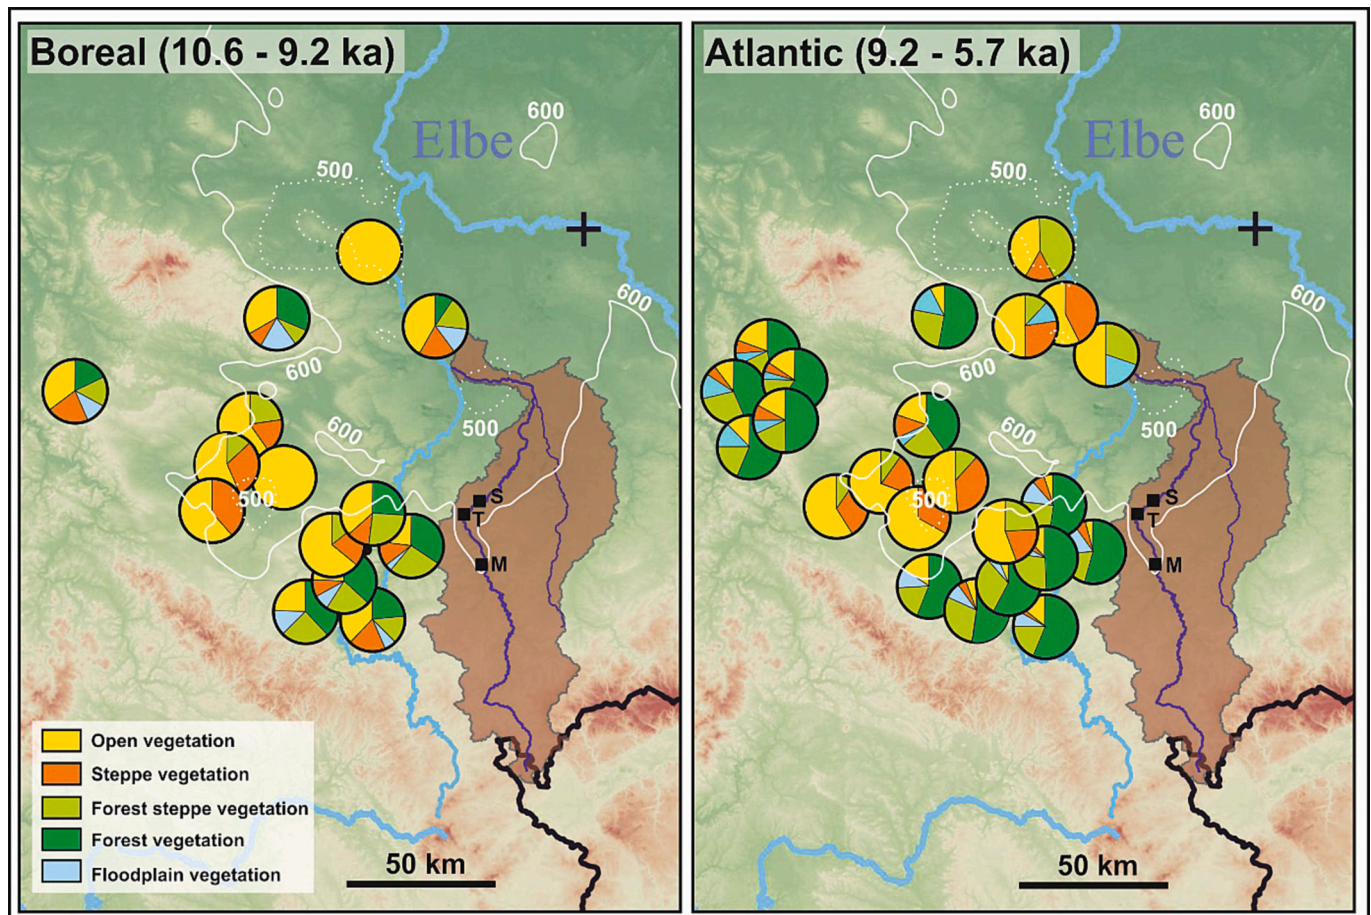 Boreal (10.6 - 9.2 ka)
600
Elbe
500
600
600
600
500
500
S
T
M
Open vegetation
Steppe vegetation
Forest steppe vegetation
Forest vegetation
Floodplain vegetation
50 km
Atlantic (9.2 - 5.7 ka)
600
Elbe
500
600
600
600
500
500
S
T
M
50 km